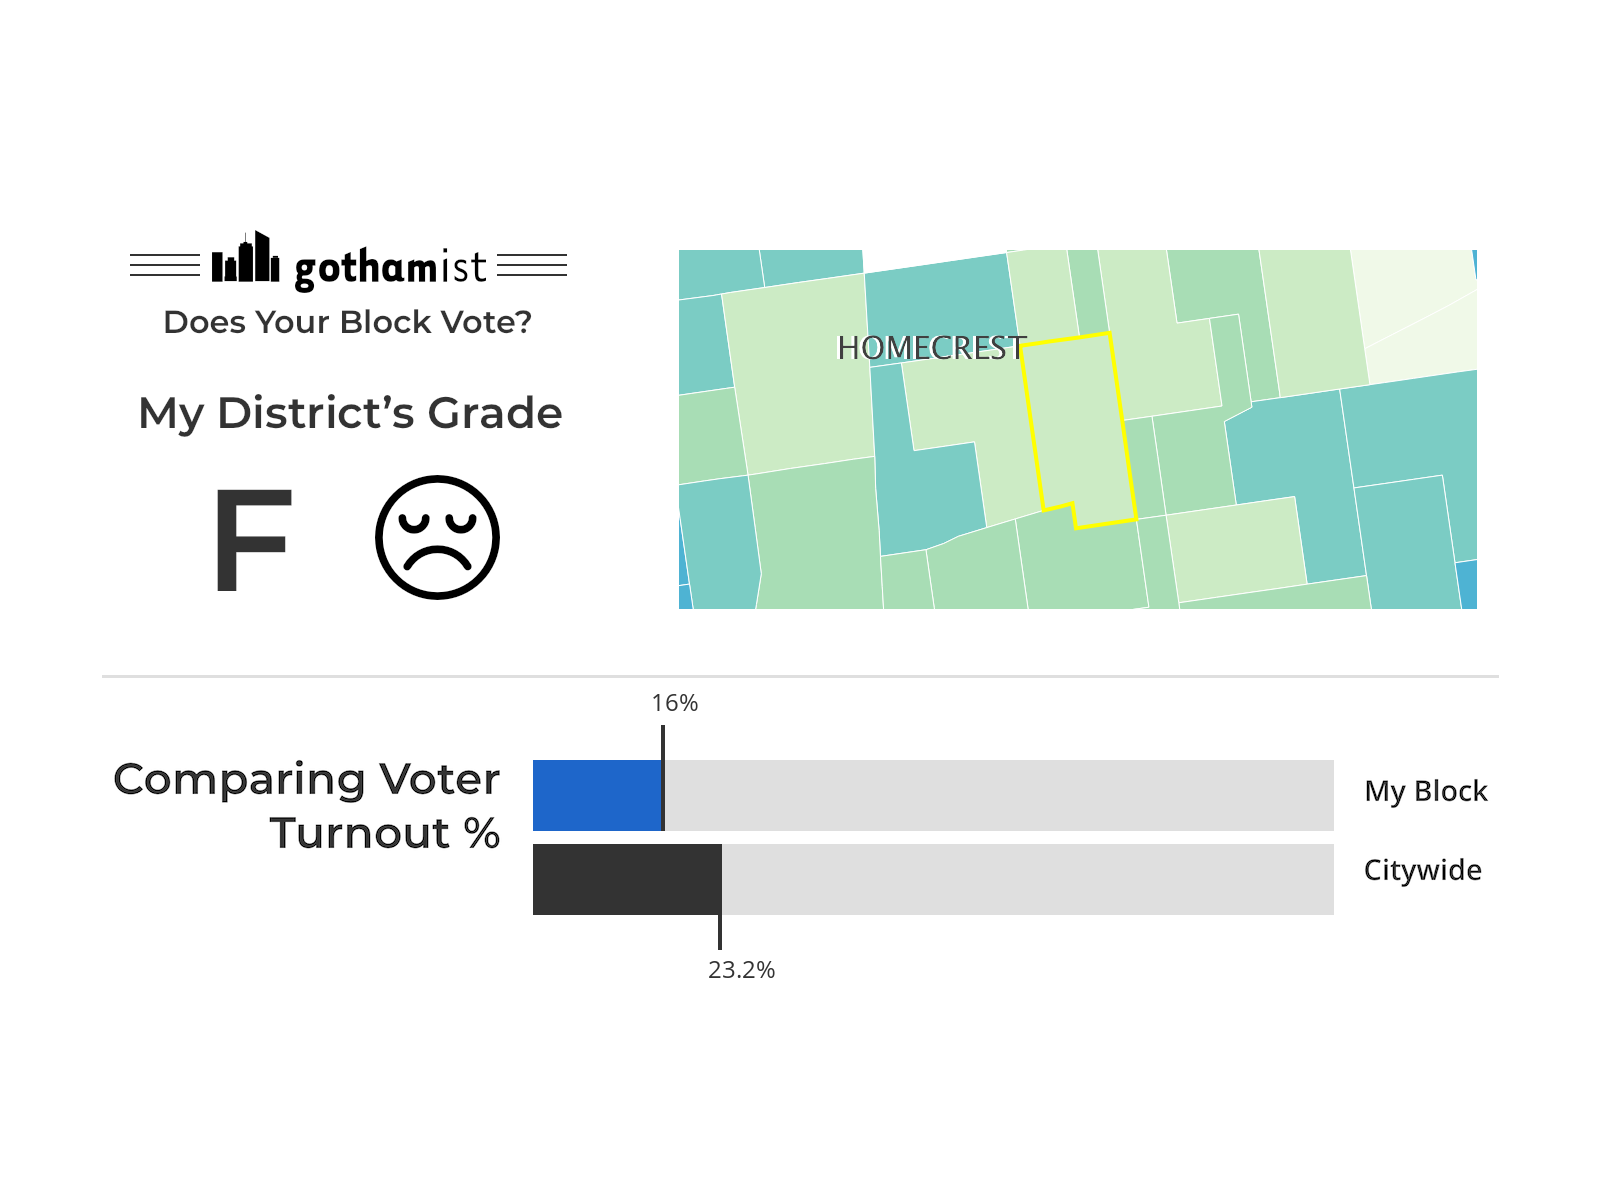 gothamist
Does Your Block Vote?
My District’s Grade
F
HOMECREST
16%
Comparing Voter
Turnout %
My Block
Citywide
23.2%